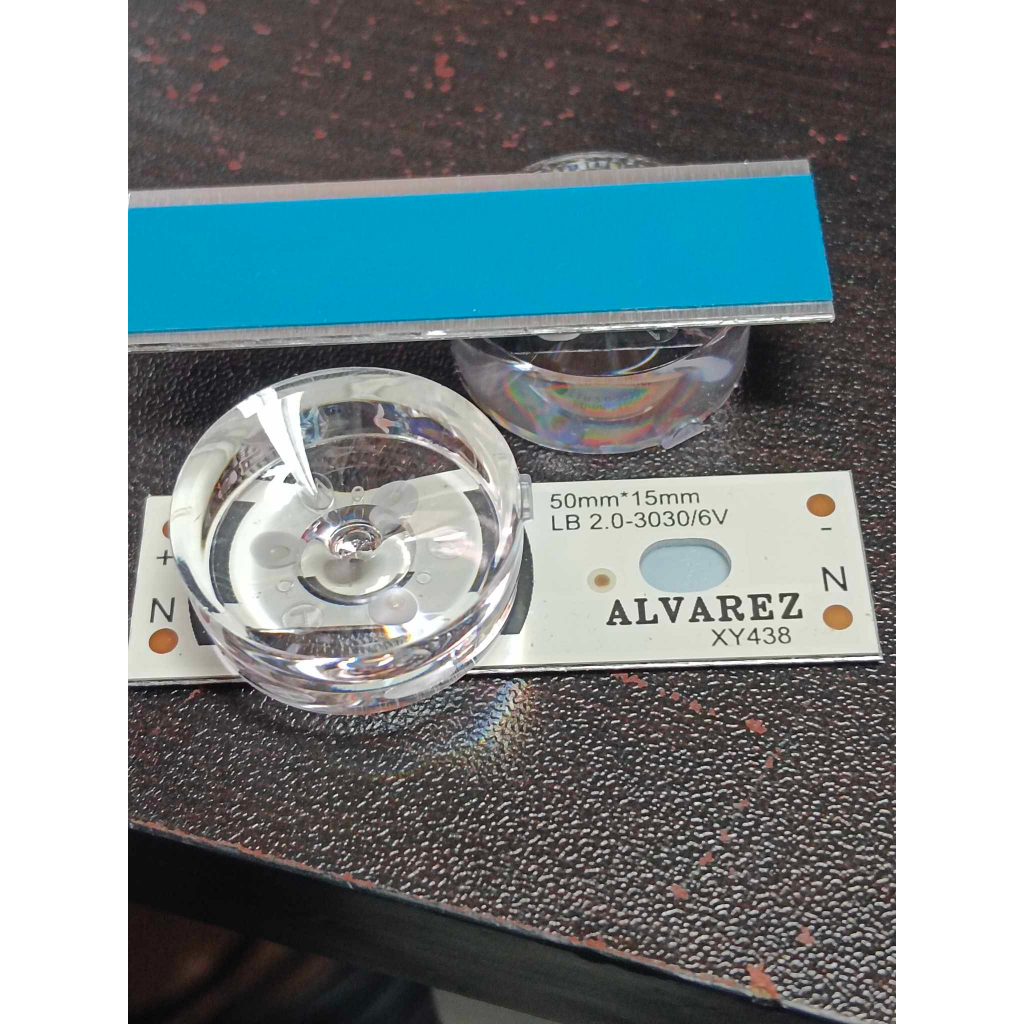 50mm*15mm
LB 2.0-3030/6V
+
-
N
N
ALVAREZ
XY438